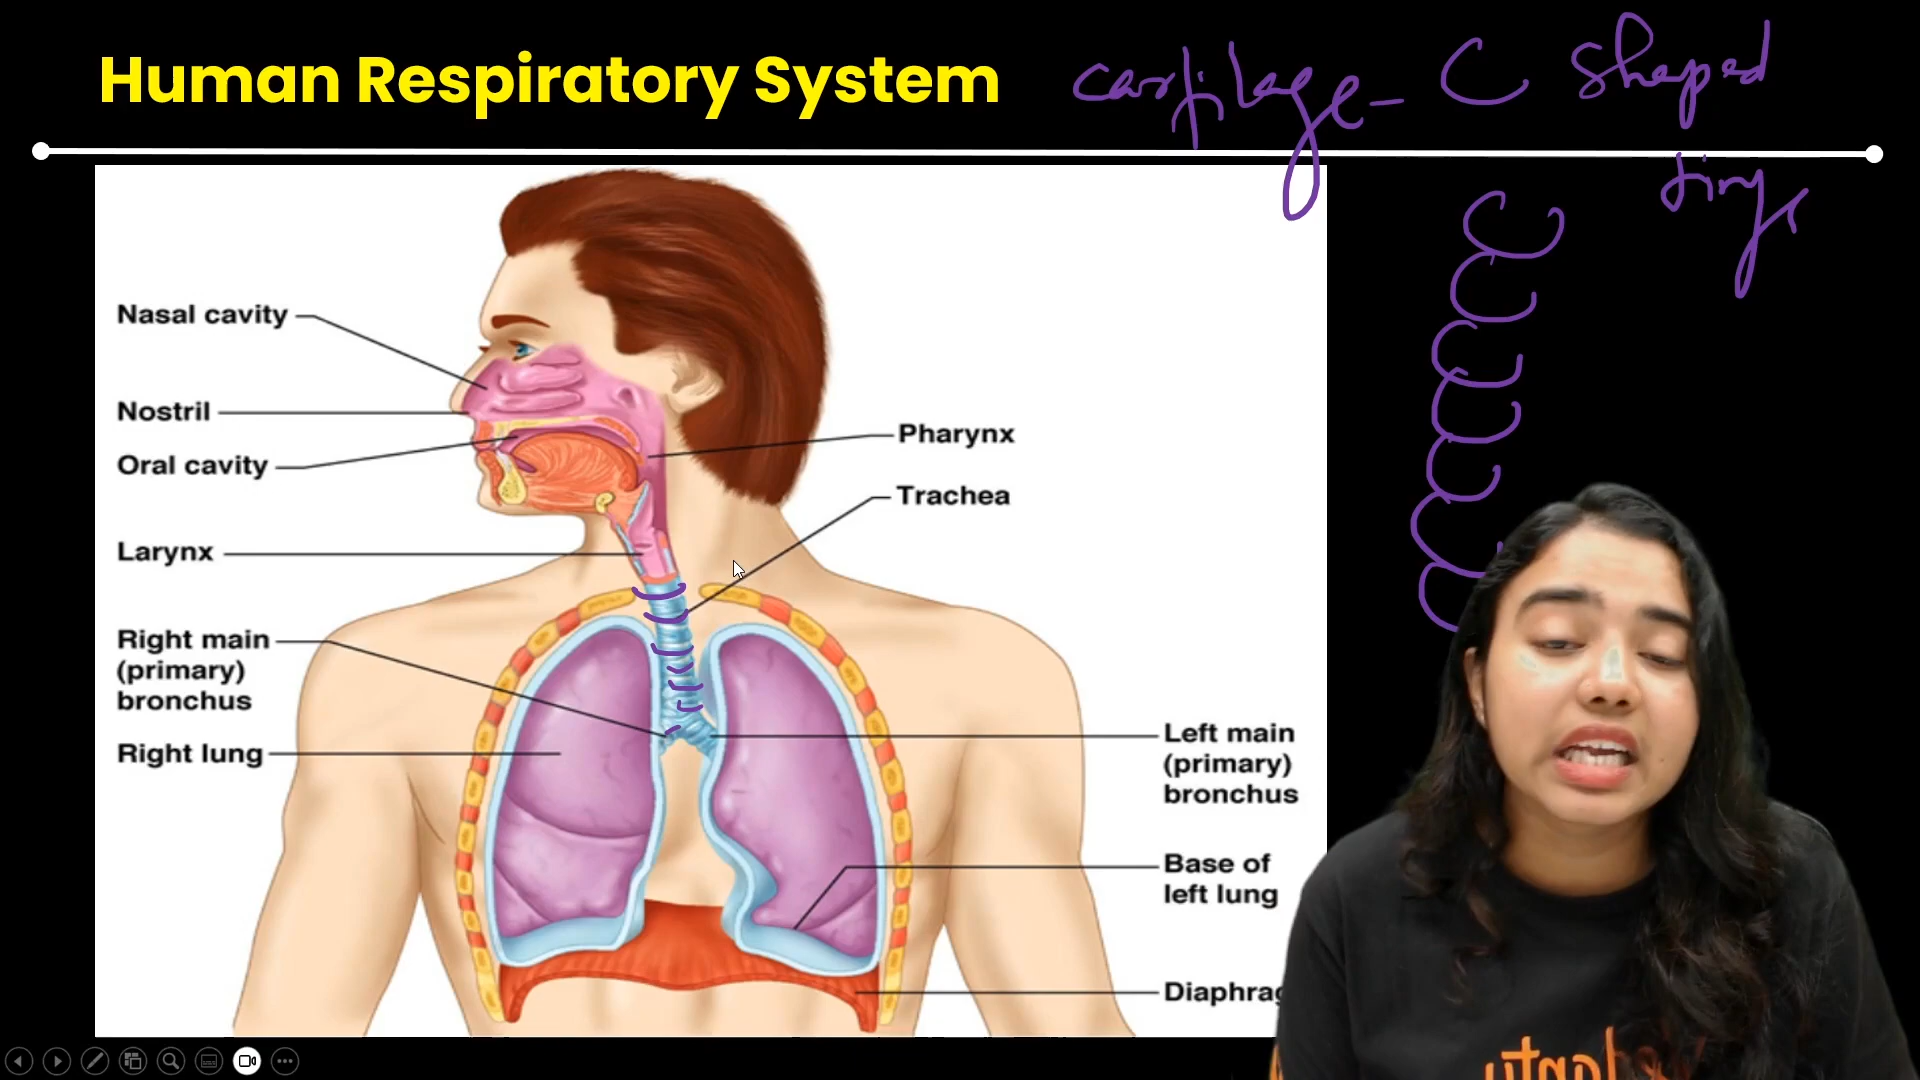 Human Respiratory System
cartilage - C shaped
rings
Nasal cavity
Nostril
Oral cavity
Larynx
Right main
(primary)
bronchus
Right lung
Pharynx
Trachea
Left main
(primary)
bronchus
Base of
left lung
Diaphrag